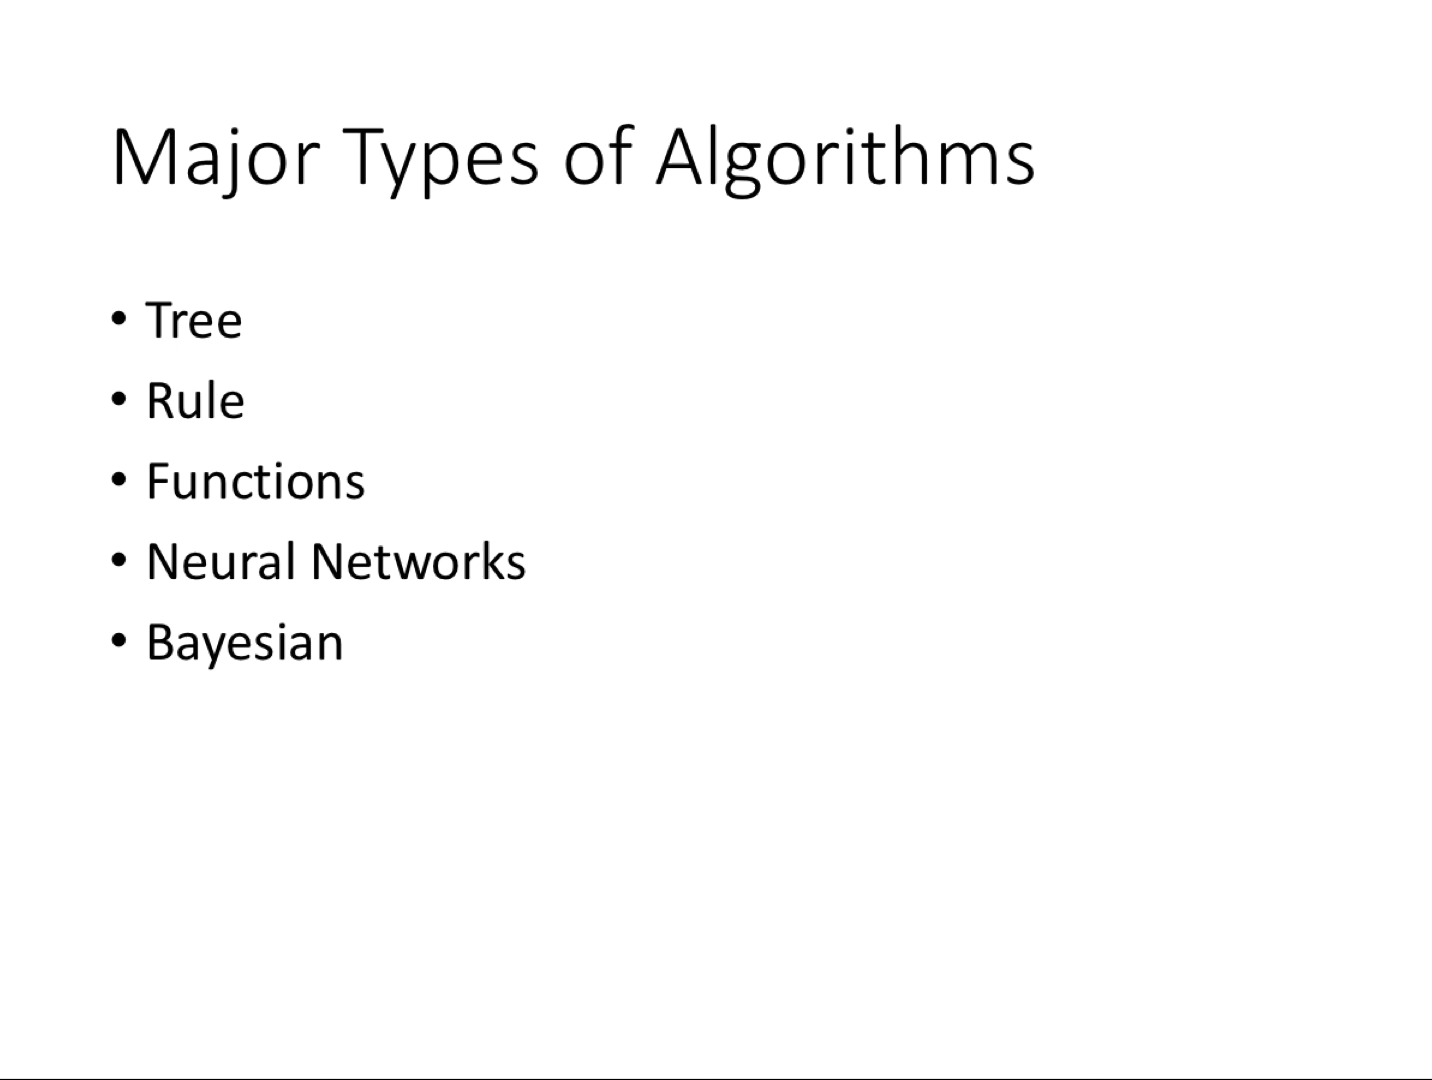 Major Types of Algorithms
• Tree
• Rule
• Functions
• Neural Networks
• Bayesian